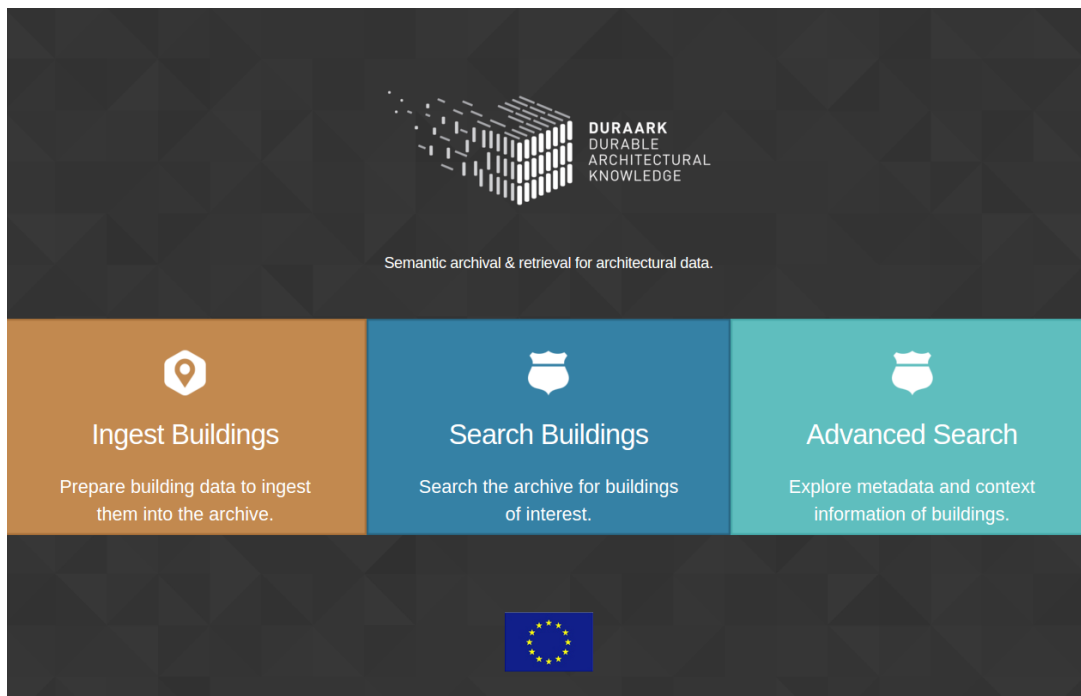 DURAARK
DURABLE
ARCHITECTURAL
KNOWLEDGE
Semantic archival & retrieval for architectural data.
Ingest Buildings
Prepare building data to ingest
them into the archive.
Search Buildings
Search the archive for buildings
of interest.
Advanced Search
Explore metadata and context
information of buildings.